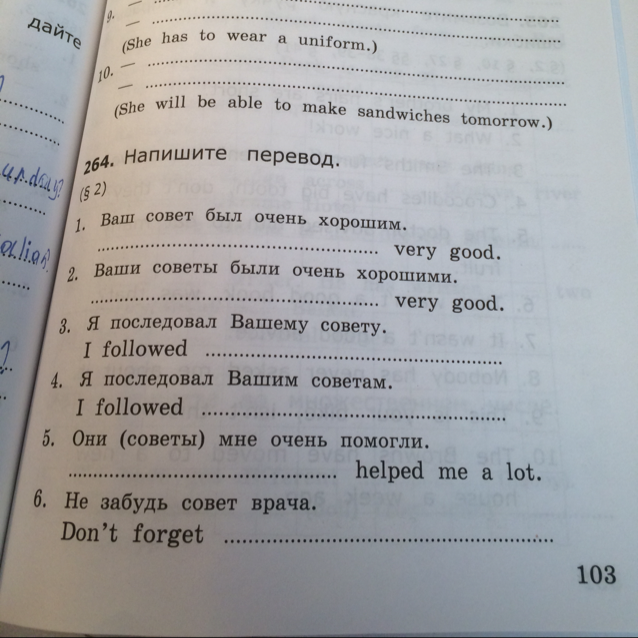 дайте
9. —
—
(She has to wear a uniform.)
10. —
—
(She will be able to make sandwiches tomorrow.)
264. Напишите перевод.
(§ 2)
1. Ваш совет был очень хорошим.
.......................................... very good.
2. Ваши советы были очень хорошими.
.......................................... very good.
3. Я последовал Вашему совету.
I followed ..........................................
4. Я последовал Вашим советам.
I followed ..........................................
5. Они (советы) мне очень помогли.
.......................................... helped me a lot.
6. Не забудь совет врача.
Don't forget ..........................................
103